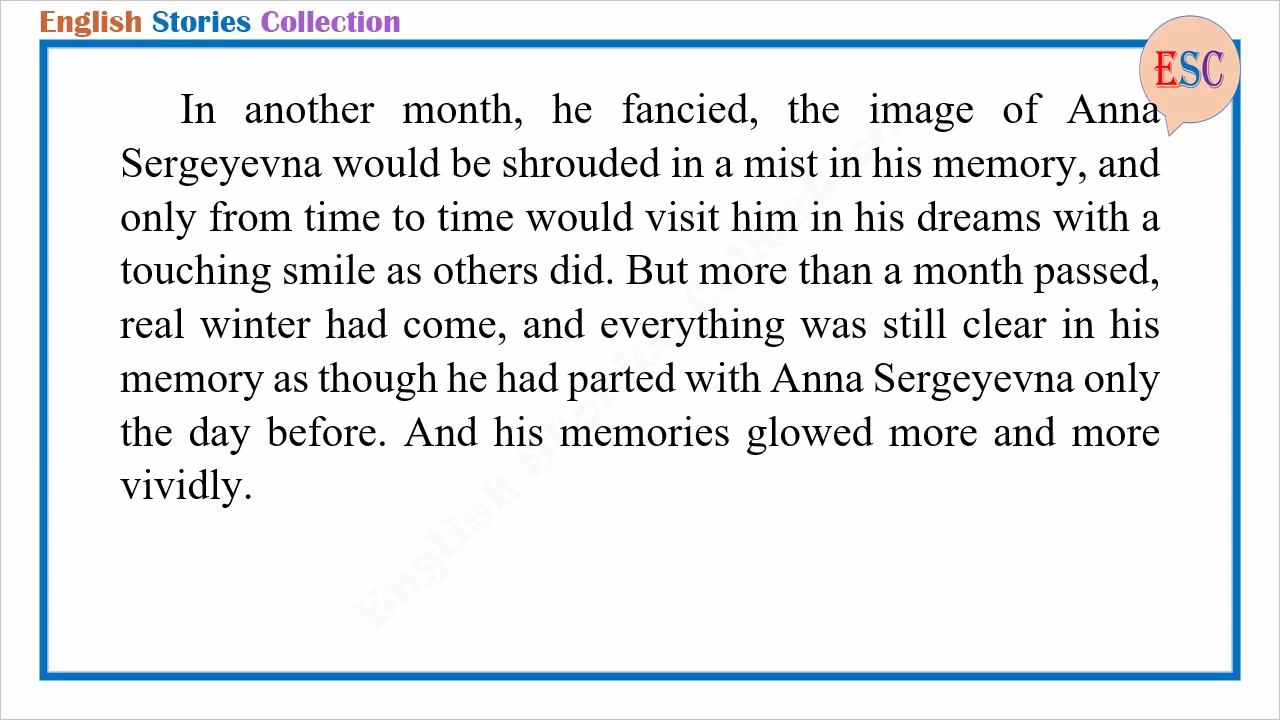 English Stories Collection
ESC
In another month, he fancied, the image of Anna
Sergeyevna would be shrouded in a mist in his memory, and
only from time to time would visit him in his dreams with a
touching smile as others did. But more than a month passed,
real winter had come, and everything was still clear in his
memory as though he had parted with Anna Sergeyevna only
the day before. And his memories glowed more and more
vividly.
English Stories Collection